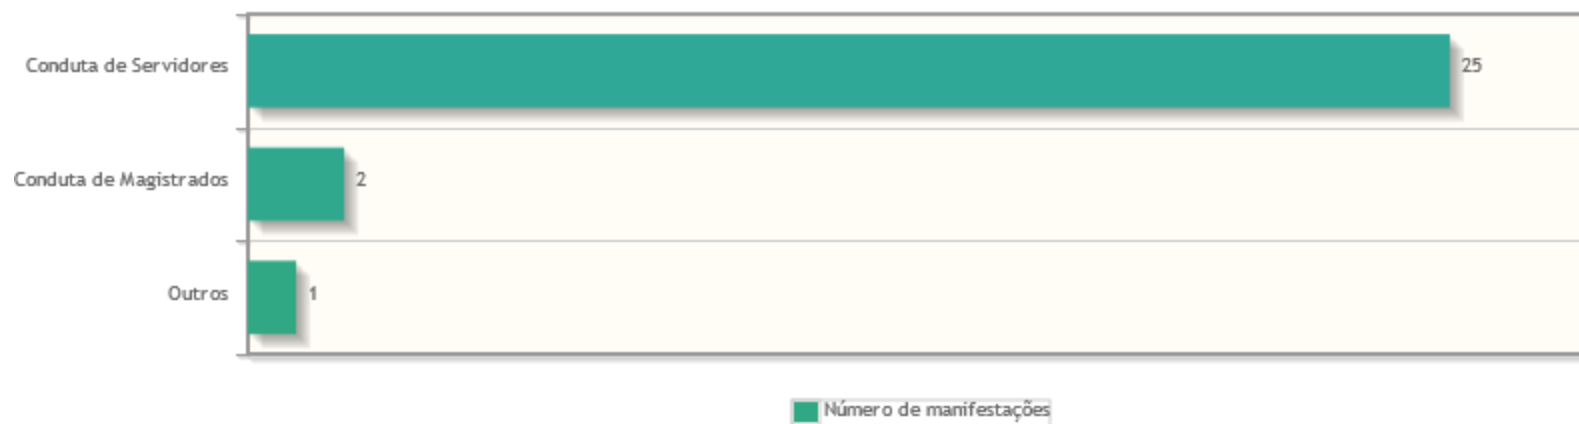 Conduta de Servidores
25
Conduta de Magistrados
2
Outros
1
Número de manifestações